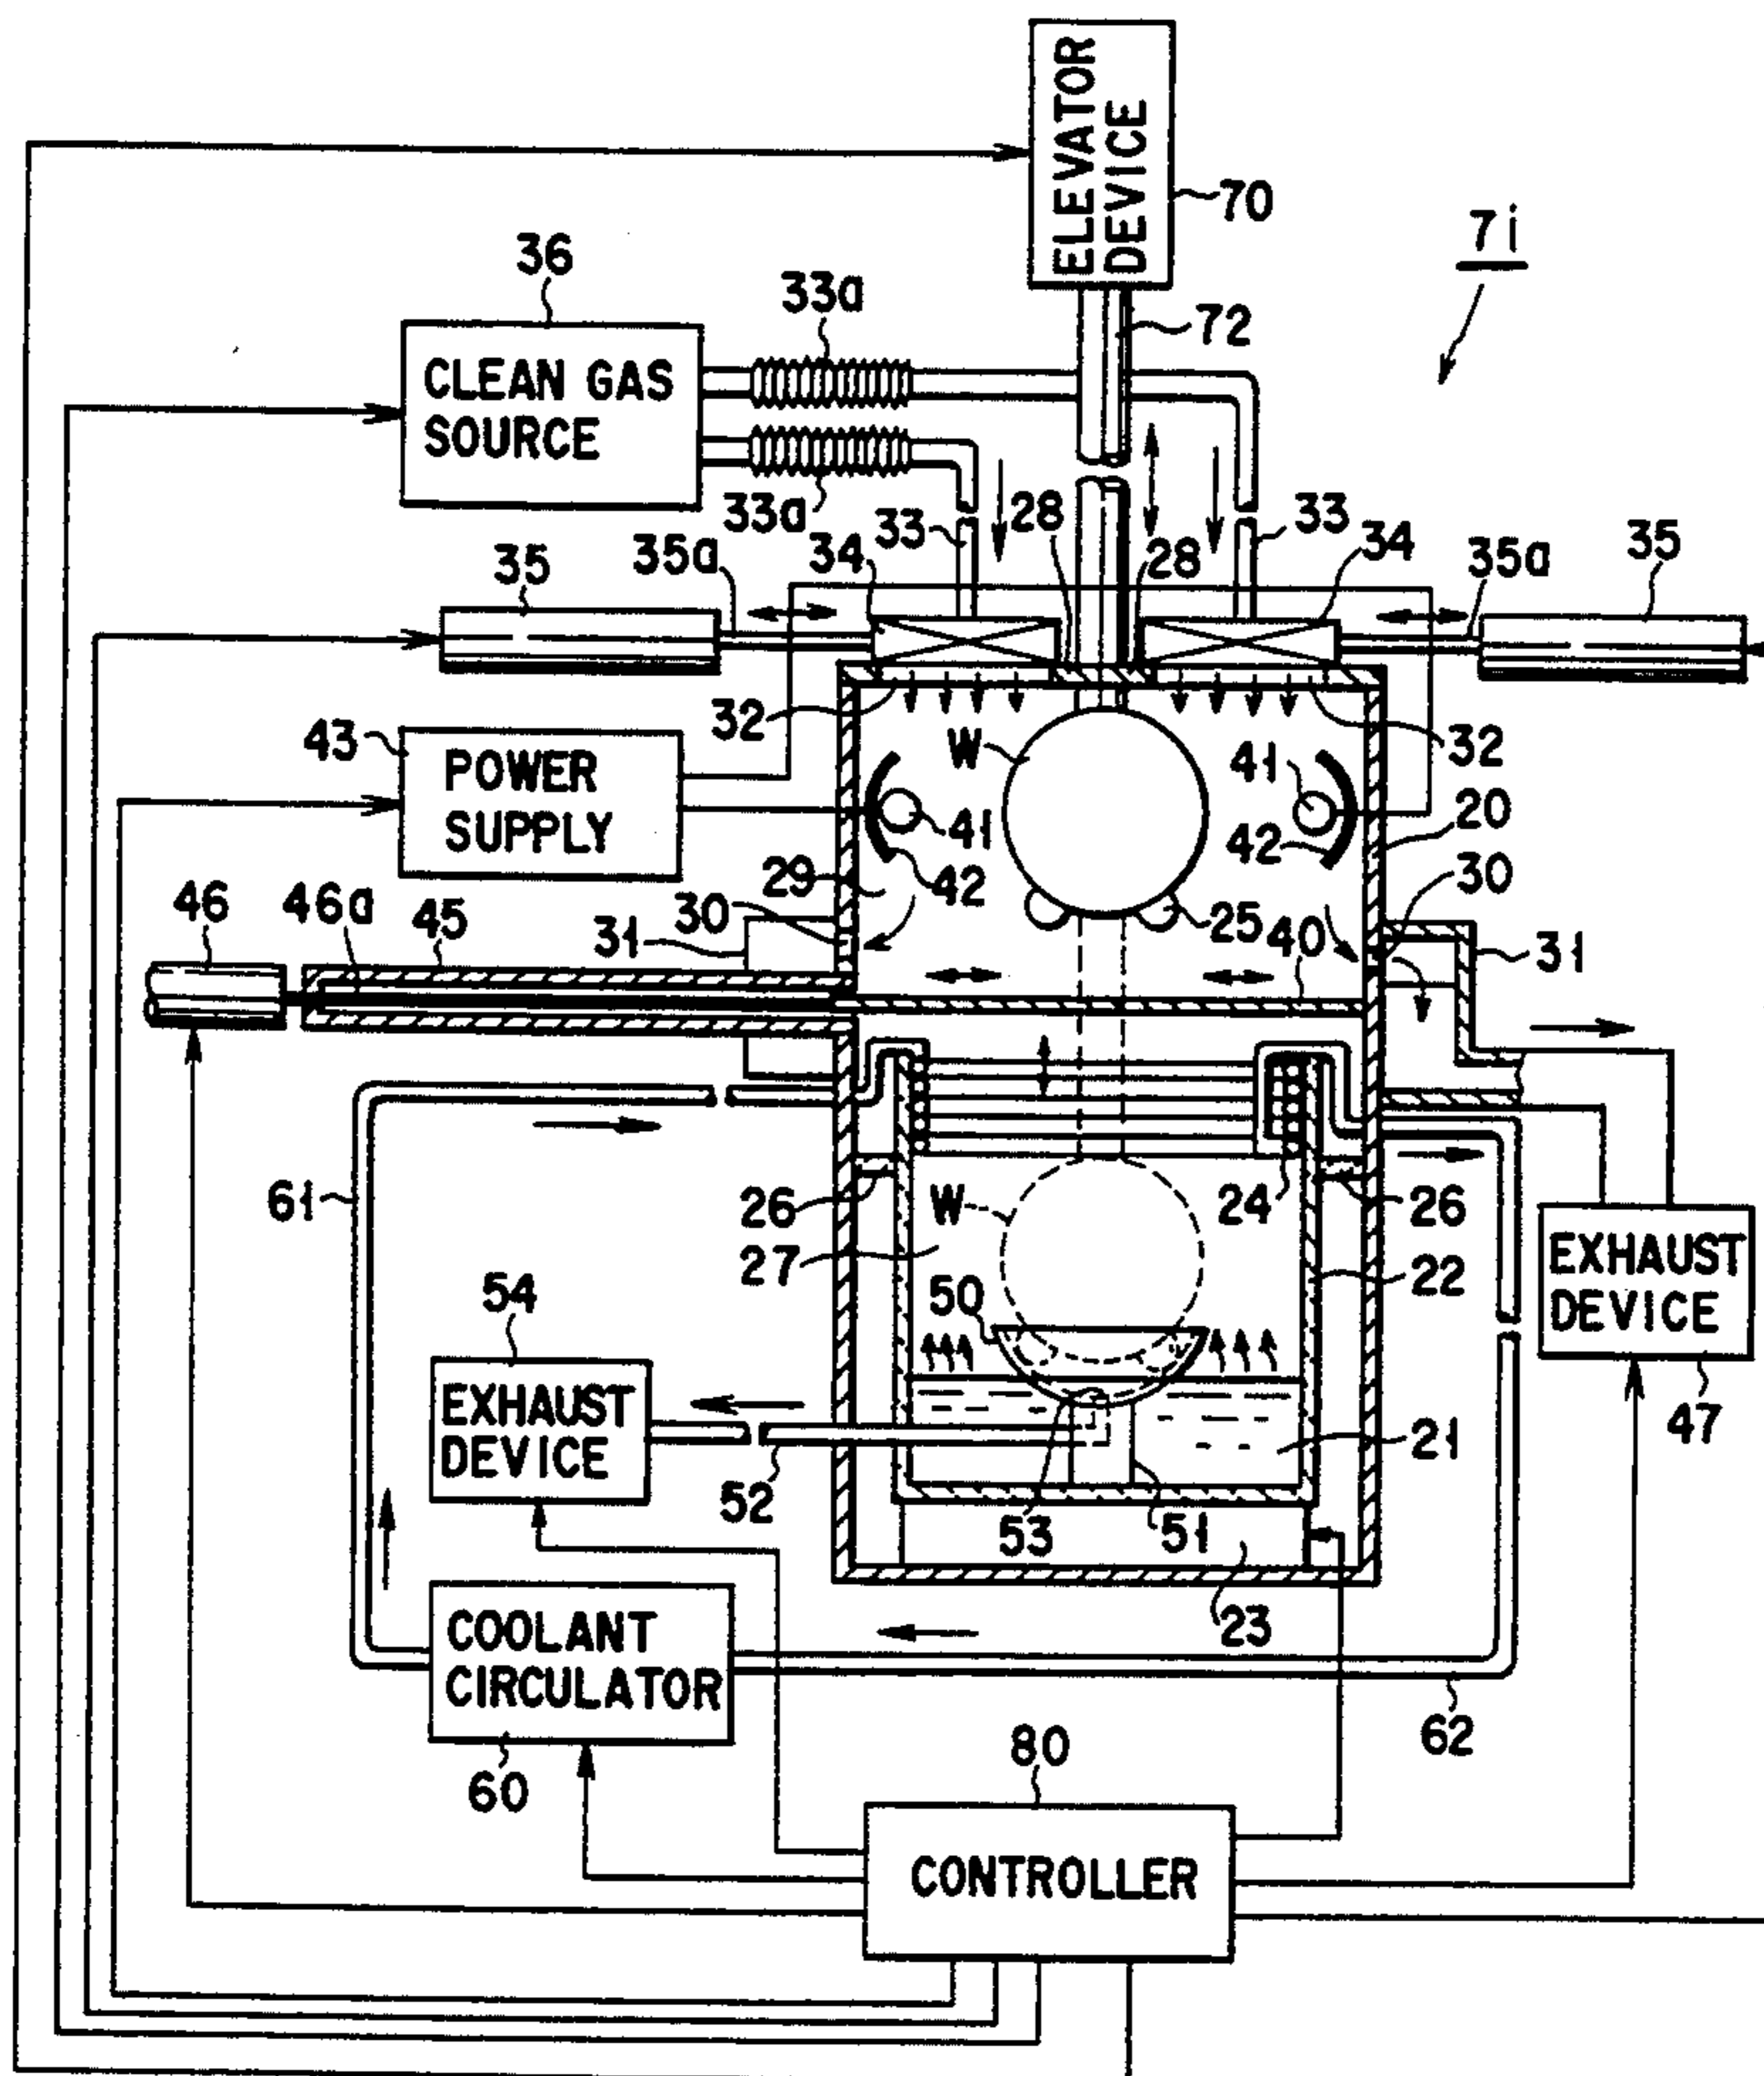 ELEVATOR
DEVICE
70
7i
36
33a
72
CLEAN GAS
SOURCE
33a
33
28
33
35
35a
34
28
34
35a
35
32
32
43
POWER
SUPPLY
W
41
41
20
42
42
29
30
30
46
46a
45
31
25
40
31
61
26
W
24
26
27
22
EXHAUST
DEVICE
54
50
47
EXHAUST
DEVICE
21
52
53
51
23
COOLANT
CIRCULATOR
62
60
80
CONTROLLER